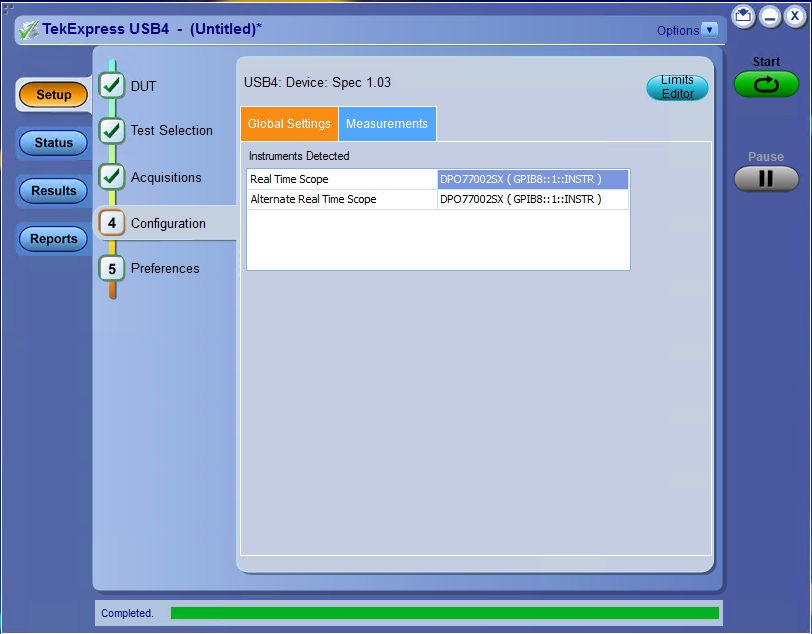 TekExpress USB4 - (Untitled)*
Options
Setup
Status
Results
Reports
DUT
Test Selection
Acquisitions
4 Configuration
5 Preferences
USB4: Device: Spec 1.03
Limits
Editor
Global Settings Measurements
Instruments Detected
Real Time Scope DPO77002SX ( GPIB8::1::INSTR )
Alternate Real Time Scope DPO77002SX ( GPIB8::1::INSTR )
Start
Pause
Completed.